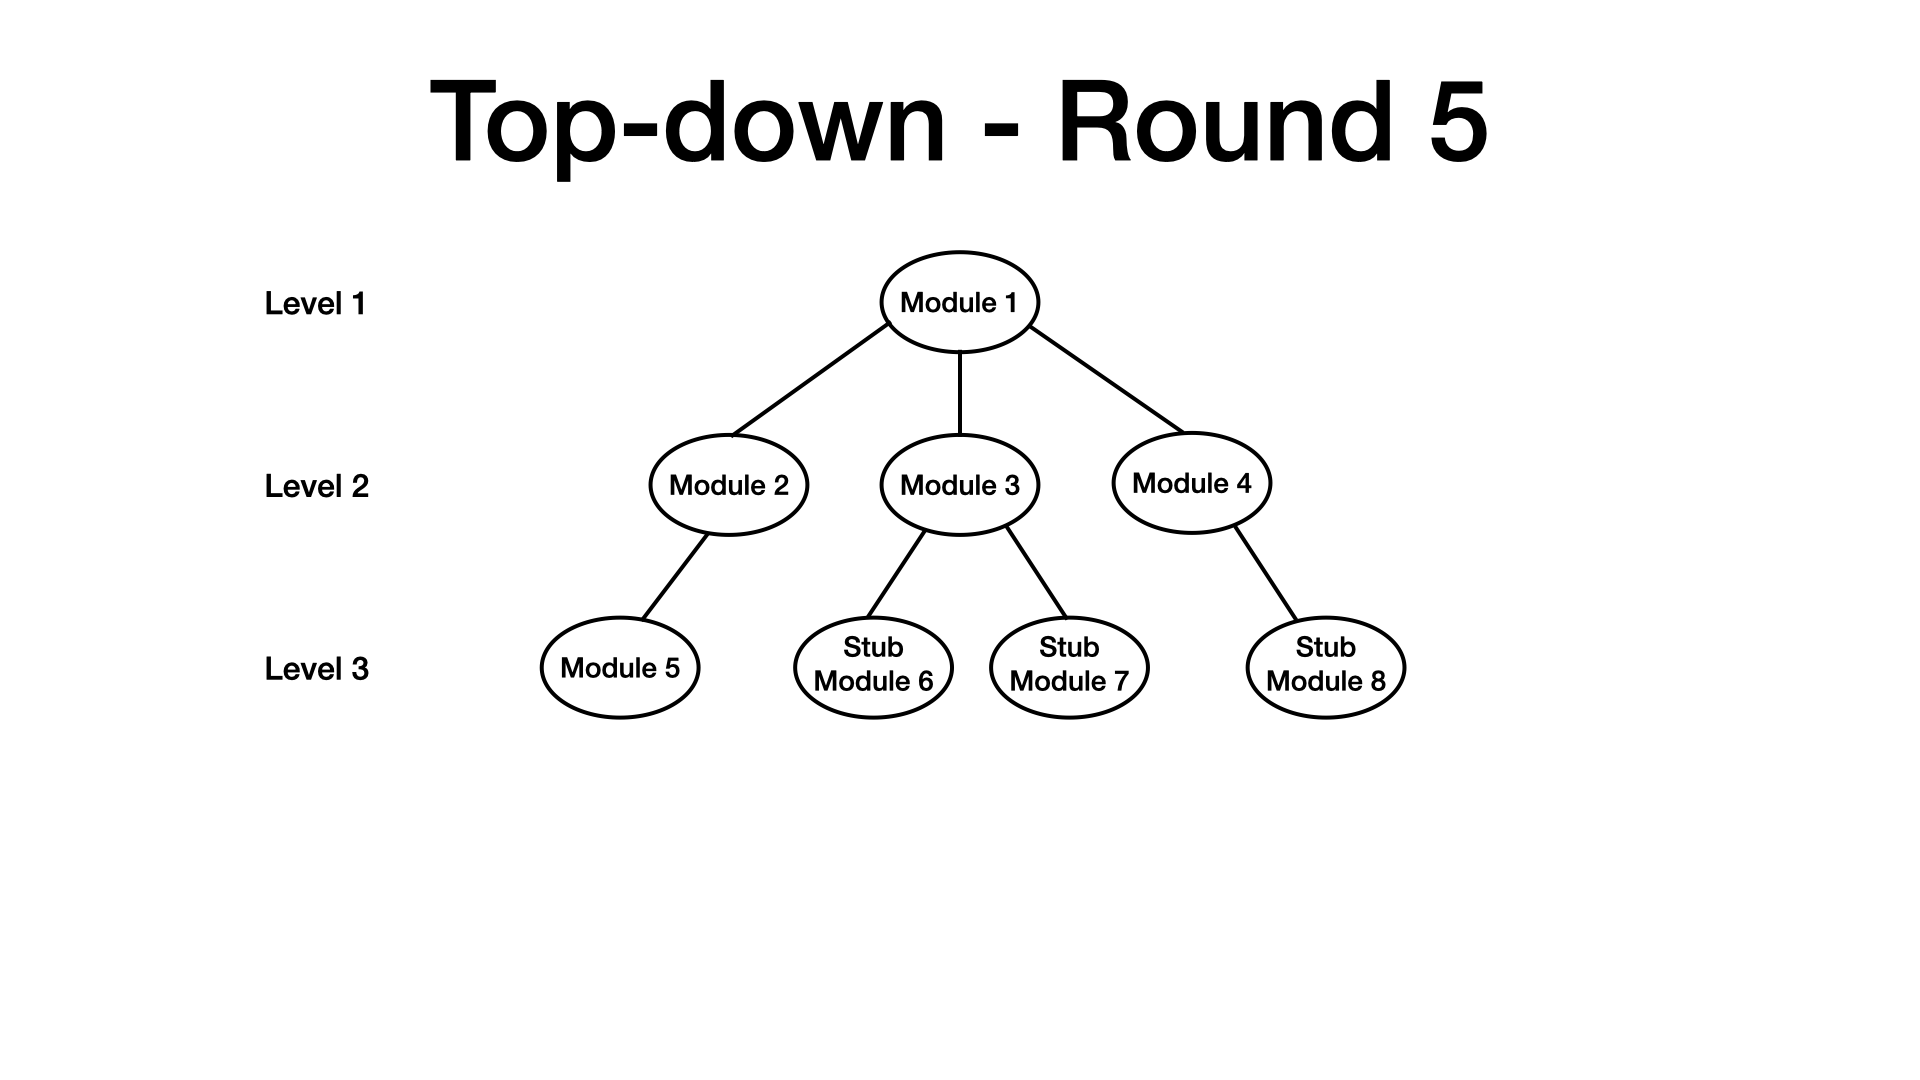 Top-down - Round 5
Level 1
Module 1
Level 2
Module 2
Module 3
Module 4
Level 3
Module 5
Stub
Module 6
Stub
Module 7
Stub
Module 8